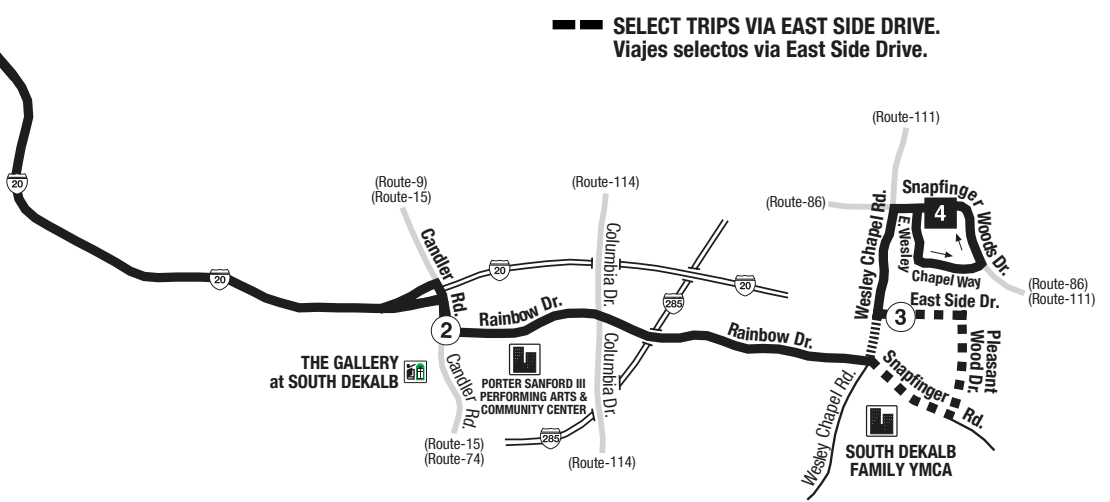 SELECT TRIPS VIA EAST SIDE DRIVE.
Viajes selectos via East Side Drive.
(Route-111)
(Route-9)
(Route-15)
(Route-114)
(Route-86)
Snapfinger
Woods Dr.
4
20
Candler
Rd.
Columbia Dr.
Wesley Chapel Rd.
E. Wesley
Chapel Way
20
20
20
285
(Route-86)
(Route-111)
East Side Dr.
3
2
Rainbow Dr.
Rainbow Dr.
Pleasant
Wood Dr.
THE GALLERY
at SOUTH DEKALB
Candler Rd.
PORTER SANFORD III
PERFORMING ARTS &
COMMUNITY CENTER
Columbia Dr.
Snapfinger
Rd.
Wesley Chapel Rd.
285
(Route-15)
(Route-74)
(Route-114)
SOUTH DEKALB
FAMILY YMCA